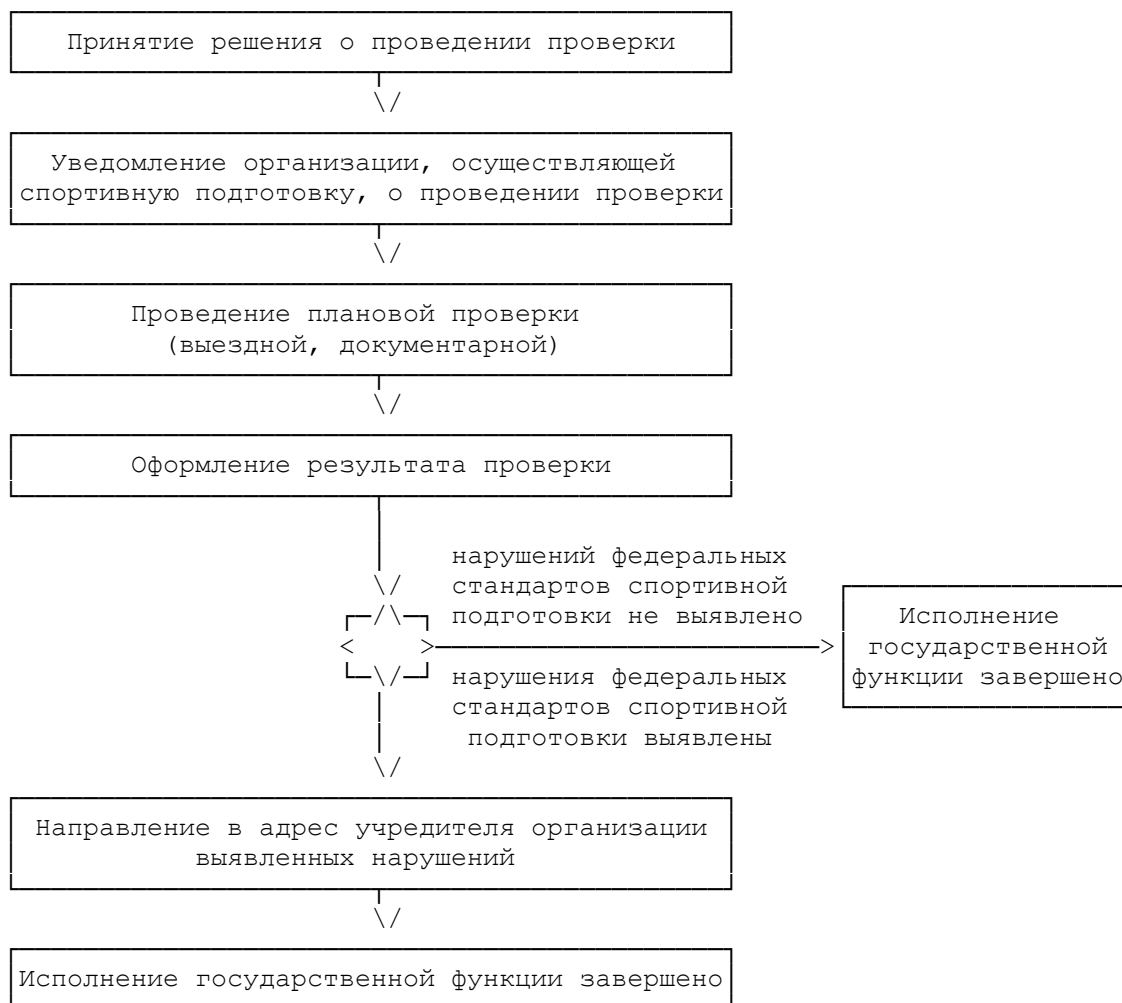 Принятие решения о проведении проверки
Уведомление организации, осуществляющей
спортивную подготовку, о проведении проверки
Проведение плановой проверки
(выездной, документарной)
Оформление результата проверки
нарушений федеральных
стандартов спортивной
подготовки не выявлено
Исполнение
государственной
функции завершено
нарушения федеральных
стандартов спортивной
подготовки выявлены
Направление в адрес учредителя организации
выявленных нарушений
Исполнение государственной функции завершено